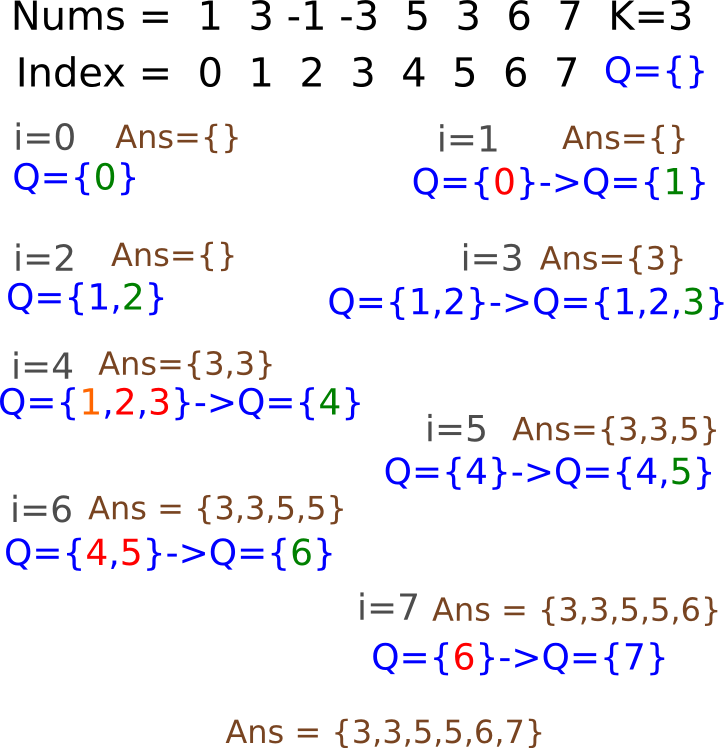 Nums = 1 3 -1 -3 5 3 6 7 K=3
Index = 0 1 2 3 4 5 6 7 Q={}
i=0 Ans={}
Q={0}
i=1 Ans={}
Q={0}->Q={1}
i=2 Ans={}
Q={1,2}
i=3 Ans={3}
Q={1,2}->Q={1,2,3}
i=4 Ans={3,3}
Q={1,2,3}->Q={4}
i=5 Ans={3,3,5}
Q={4}->Q={4,5}
i=6 Ans = {3,3,5,5}
Q={4,5}->Q={6}
i=7 Ans = {3,3,5,5,6}
Q={6}->Q={7}
Ans = {3,3,5,5,6,7}